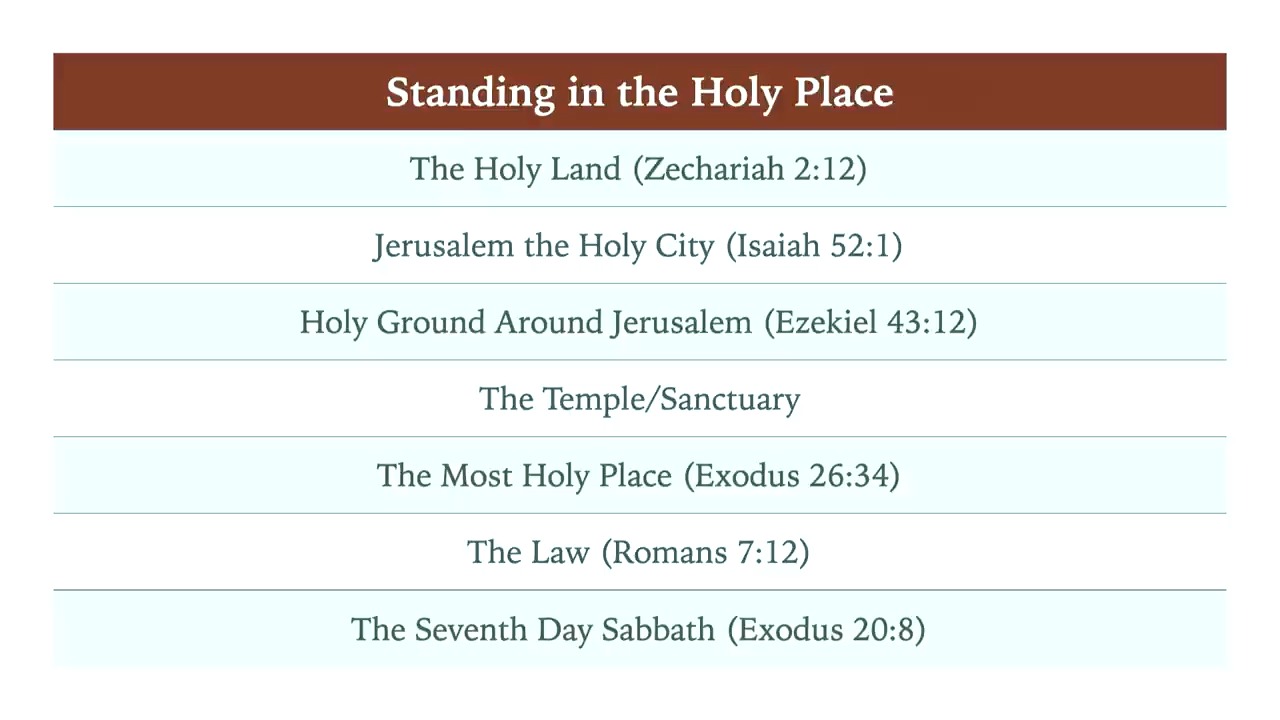 Standing in the Holy Place
The Holy Land (Zechariah 2:12)
Jerusalem the Holy City (Isaiah 52:1)
Holy Ground Around Jerusalem (Ezekiel 43:12)
The Temple/Sanctuary
The Most Holy Place (Exodus 26:34)
The Law (Romans 7:12)
The Seventh Day Sabbath (Exodus 20:8)